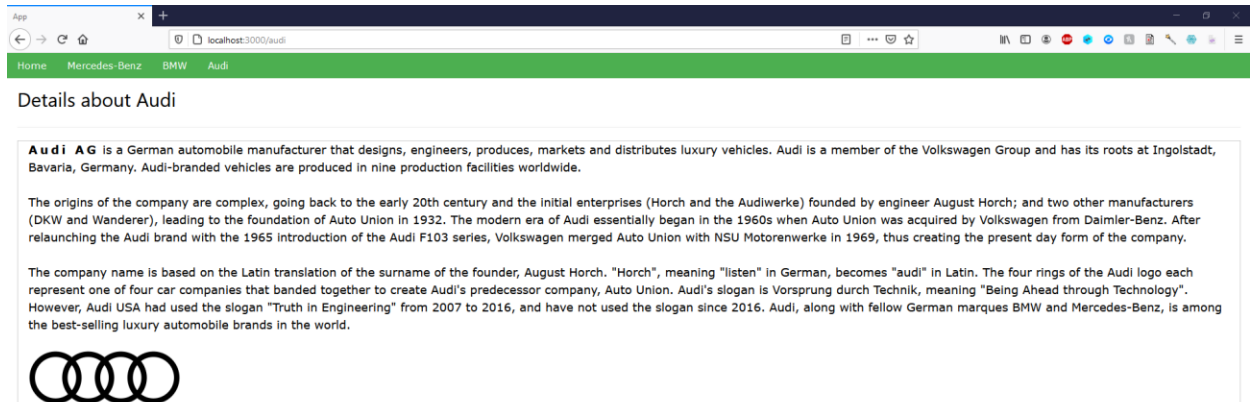 App
localhost:3000/audi
Home Mercedes-Benz BMW Audi
Details about Audi
Audi AG is a German automobile manufacturer that designs, engineers, produces, markets and distributes luxury vehicles. Audi is a member of the Volkswagen Group and has its roots at Ingolstadt,
Bavaria, Germany. Audi-branded vehicles are produced in nine production facilities worldwide.
The origins of the company are complex, going back to the early 20th century and the initial enterprises (Horch and the Audiwerke) founded by engineer August Horch; and two other manufacturers
(DKW and Wanderer), leading to the foundation of Auto Union in 1932. The modern era of Audi essentially began in the 1960s when Auto Union was acquired by Volkswagen from Daimler-Benz. After
relaunching the Audi brand with the 1965 introduction of the Audi F103 series, Volkswagen merged Auto Union with NSU Motorenwerke in 1969, thus creating the present day form of the company.
The company name is based on the Latin translation of the surname of the founder, August Horch. "Horch", meaning "listen" in German, becomes "audi" in Latin. The four rings of the Audi logo each
represent one of four car companies that banded together to create Audi's predecessor company, Auto Union. Audi's slogan is Vorsprung durch Technik, meaning "Being Ahead through Technology".
However, Audi USA had used the slogan "Truth in Engineering" from 2007 to 2016, and have not used the slogan since 2016. Audi, along with fellow German marques BMW and Mercedes-Benz, is among
the best-selling luxury automobile brands in the world.